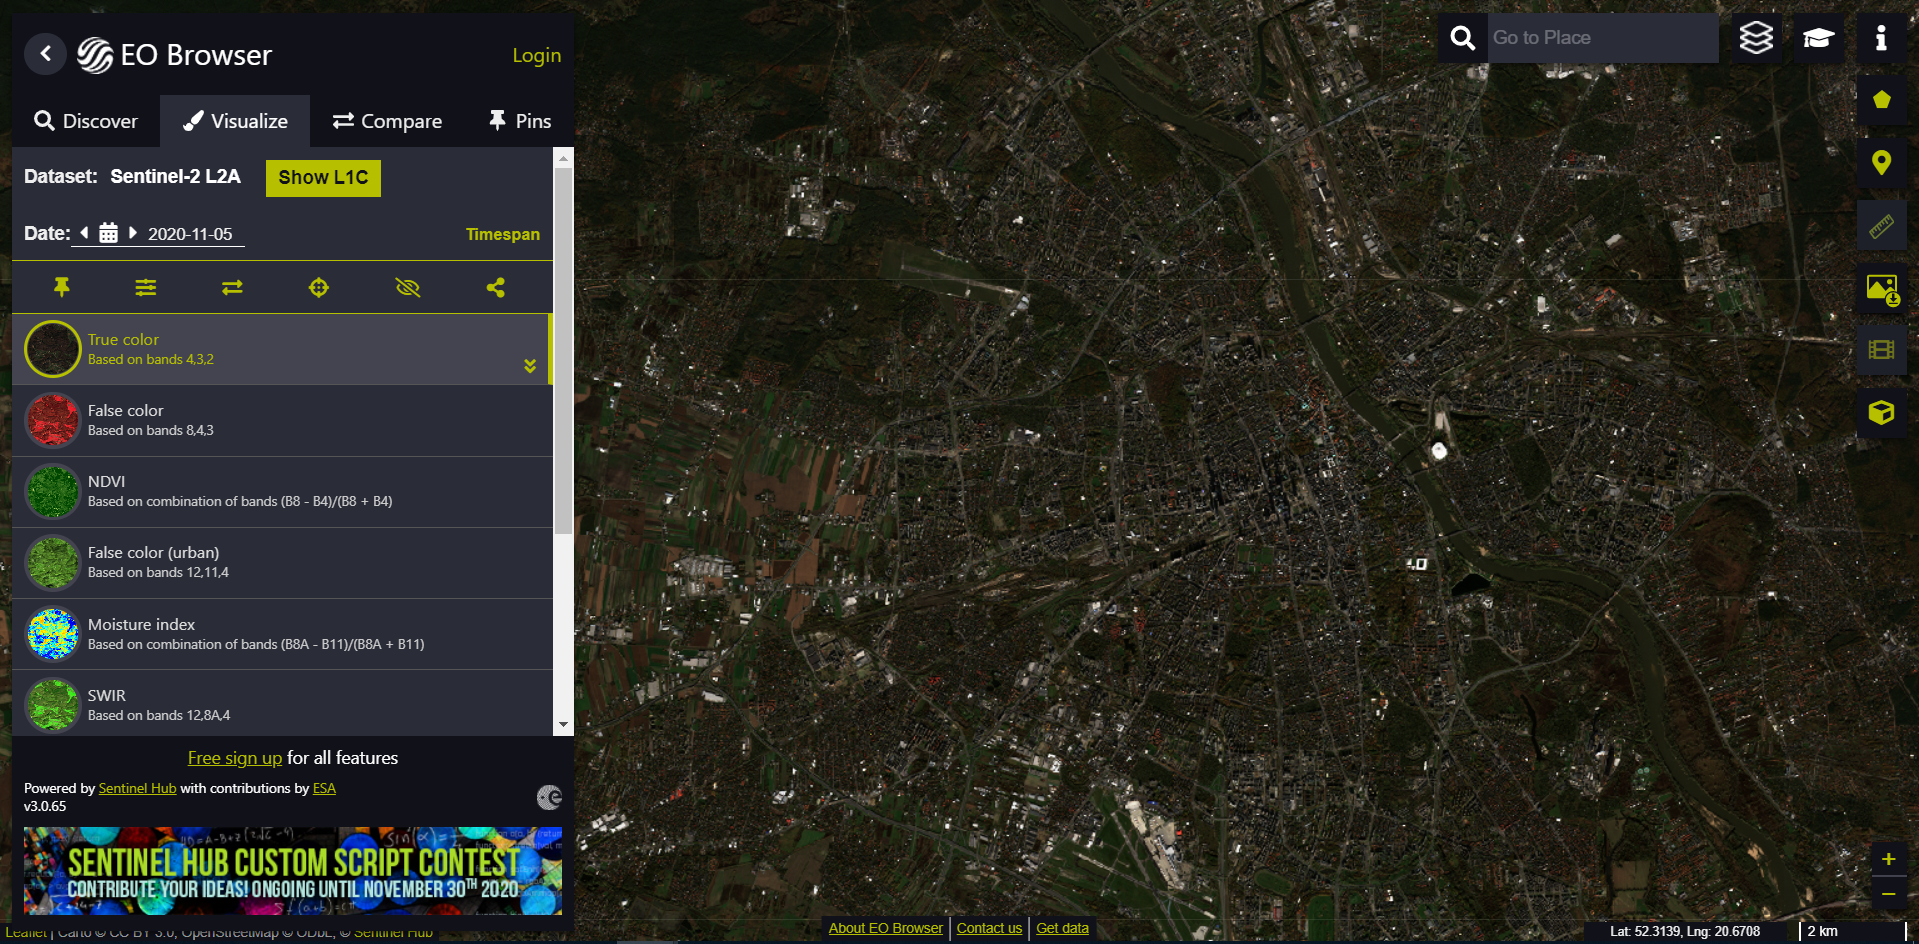 EO Browser
Login
Discover
Visualize
Compare
Pins
Dataset: Sentinel-2 L2A
Show L1C
Date: 2020-11-05
Timespan
True color
Based on bands 4,3,2
False color
Based on bands 8,4,3
NDVI
Based on combination of bands (B8 - B4)/(B8 + B4)
False color (urban)
Based on bands 12,11,4
Moisture index
Based on combination of bands (B8A - B11)/(B8A + B11)
SWIR
Based on bands 12,8A,4
Free sign up for all features
Powered by Sentinel Hub with contributions by ESA
v3.0.65
SENTINEL HUB CUSTOM SCRIPT CONTEST
CONTRIBUTE YOUR IDEAS! ONGOING UNTIL NOVEMBER 30TH 2020
Leaflet | Carto © CC BY 3.0, OpenStreetMap © ODbL, © Sentinel Hub
Go to Place
About EO Browser | Contact us | Get data
Lat: 52.3139, Lng: 20.6708
2 km